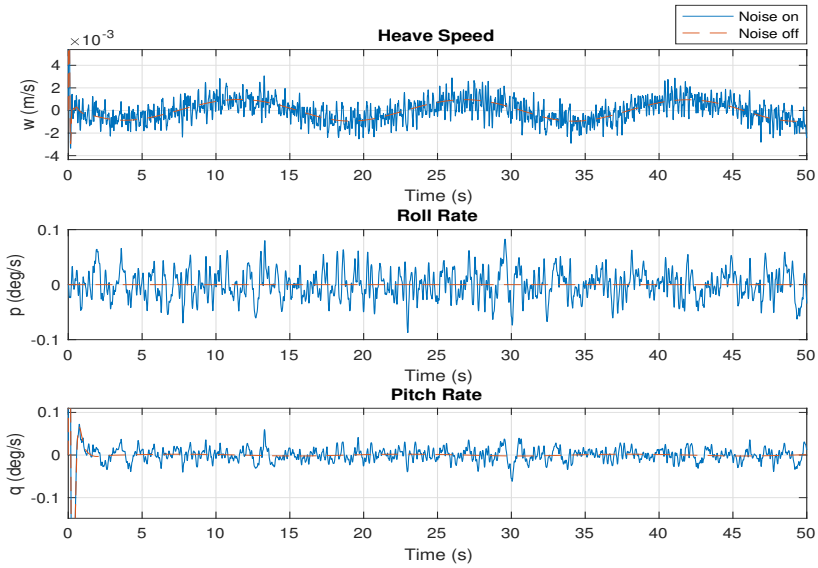 Noise on
Noise off
Heave Speed
×10⁻³
4
2
0
-2
-4
w (m/s)
0 5 10 15 20 25 30 35 40 45 50
Time (s)
Roll Rate
0.1
0
-0.1
p (deg/s)
0 5 10 15 20 25 30 35 40 45 50
Time (s)
Pitch Rate
0.1
0
-0.1
q (deg/s)
0 5 10 15 20 25 30 35 40 45 50
Time (s)